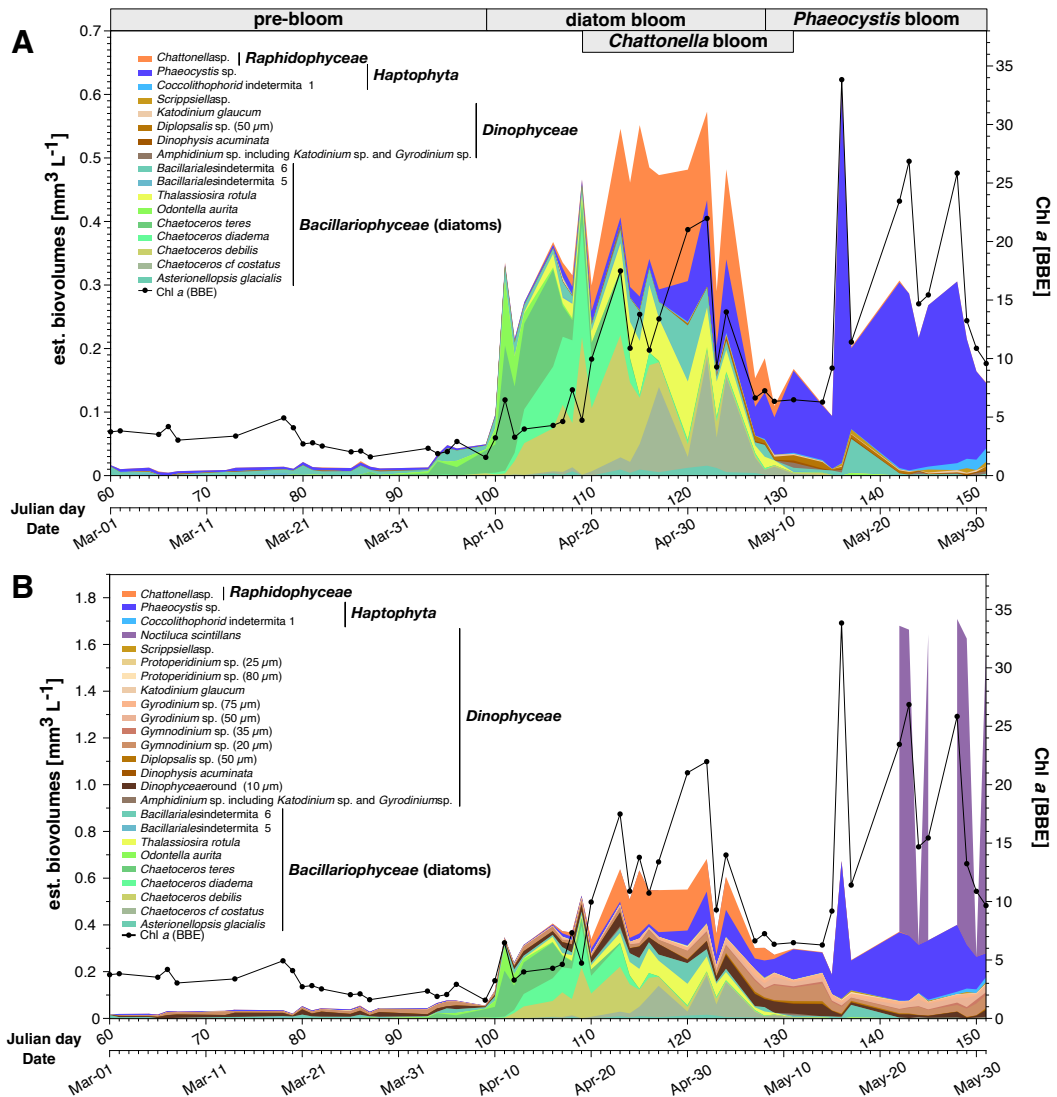 pre-bloom
diatom bloom
Phaeocystis bloom
Chattonella bloom
A
0.7
0.6
0.5
0.4
0.3
0.2
0.1
0
est. biovolumes [mm3 L-1]
Chattonellasp.
Phaeocystis sp.
Coccolithophorid indetermita 1
Scrippsiellasp.
Katodinium glaucum
Diplopsalis sp. (50 µm)
Dinophysis acuminata
Amphidinium sp. including Katodinium sp. and Gyrodinium sp.
Bacillarialesindetermita 6
Bacillarialesindetermita 5
Thalassiosira rotula
Odontella aurita
Chaetoceros teres
Chaetoceros diadema
Chaetoceros debilis
Chaetoceros cf costatus
Asterionellopsis glacialis
Chl a (BBE)
Raphidophyceae
Haptophyta
Dinophyceae
Bacillariophyceae (diatoms)
35
30
25
20
15
10
5
0
Chl a [BBE]
60 70 80 90 100 110 120 130 140 150
Julian day
Date
Mar-01 Mar-11 Mar-21 Mar-31 Apr-10 Apr-20 Apr-30 May-10 May-20 May-30
B
1.8
1.6
1.4
1.2
1.0
0.8
0.6
0.4
0.2
0
est. biovolumes [mm3 L-1]
Chattonellasp.
Phaeocystis sp.
Coccolithophorid indetermita 1
Noctiluca scintillans
Scrippsiellasp.
Protoperidinium sp. (25 µm)
Protoperidinium sp. (80 µm)
Katodinium glaucum
Gyrodinium sp. (75 µm)
Gyrodinium sp. (50 µm)
Gymnodinium sp. (35 µm)
Gymnodinium sp. (20 µm)
Diplopsalis sp. (50 µm)
Dinophysis acuminata
Dinophyceaeround (10 µm)
Amphidinium sp. including Katodinium sp. and Gyrodiniumsp.
Bacillarialesindetermita 6
Bacillarialesindetermita 5
Thalassiosira rotula
Odontella aurita
Chaetoceros teres
Chaetoceros diadema
Chaetoceros debilis
Chaetoceros cf costatus
Asterionellopsis glacialis
Chl a (BBE)
Raphidophyceae
Haptophyta
Dinophyceae
Bacillariophyceae (diatoms)
35
30
25
20
15
10
5
0
Chl a [BBE]
60 70 80 90 100 110 120 130 140 150
Julian day
Date
Mar-01 Mar-11 Mar-21 Mar-31 Apr-10 Apr-20 Apr-30 May-10 May-20 May-30